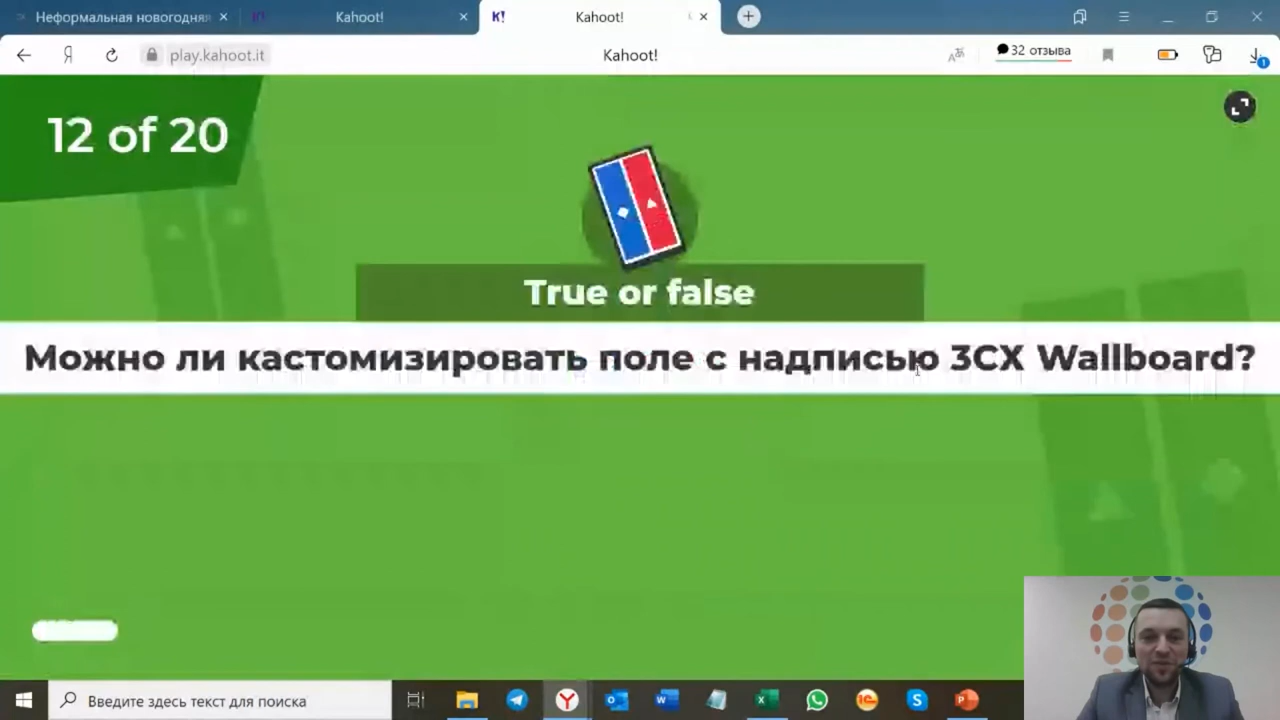 Неформальная новогодняя
Kahoot!
Kahoot!
play.kahoot.it
Kahoot!
32 отзыва
1
12 of 20
True or false
Можно ли кастомизировать поле с надписью 3CX Wallboard?
Введите здесь текст для поиска